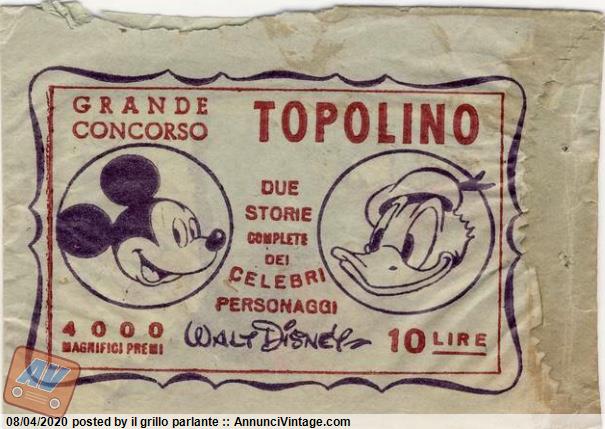 GRANDE
CONCORSO
TOPOLINO
DUE
STORIE
COMPLETE
DEI
CELEBRI
PERSONAGGI
4000
MAGNIFICI PREMI
WALT DISNEY
10 LIRE
AV
08/04/2020 posted by il grillo parlante :: AnnunciVintage.com